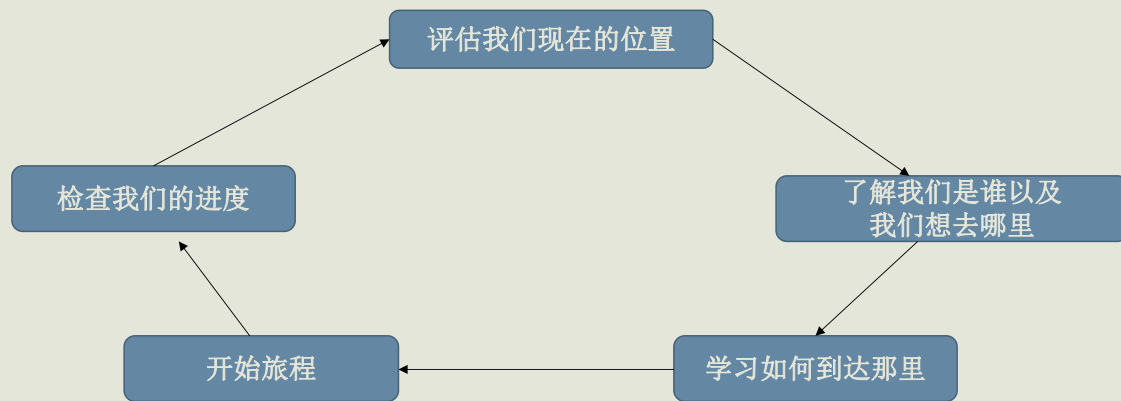 评估我们现在的位置
检查我们的进度
了解我们是谁以及
我们想去哪里
开始旅程
学习如何到达那里